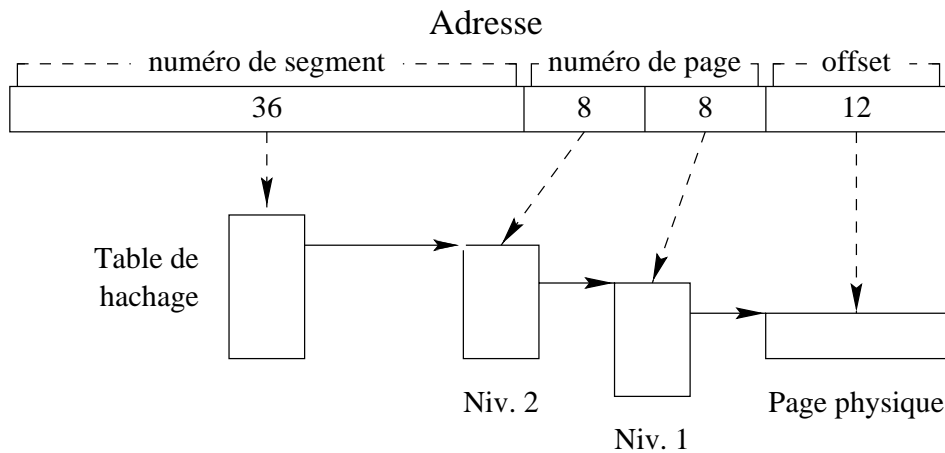 Adresse
numéro de segment numéro de page offset
36 8 8 12
Table de
hachage
Niv. 2 Page physique
Niv. 1